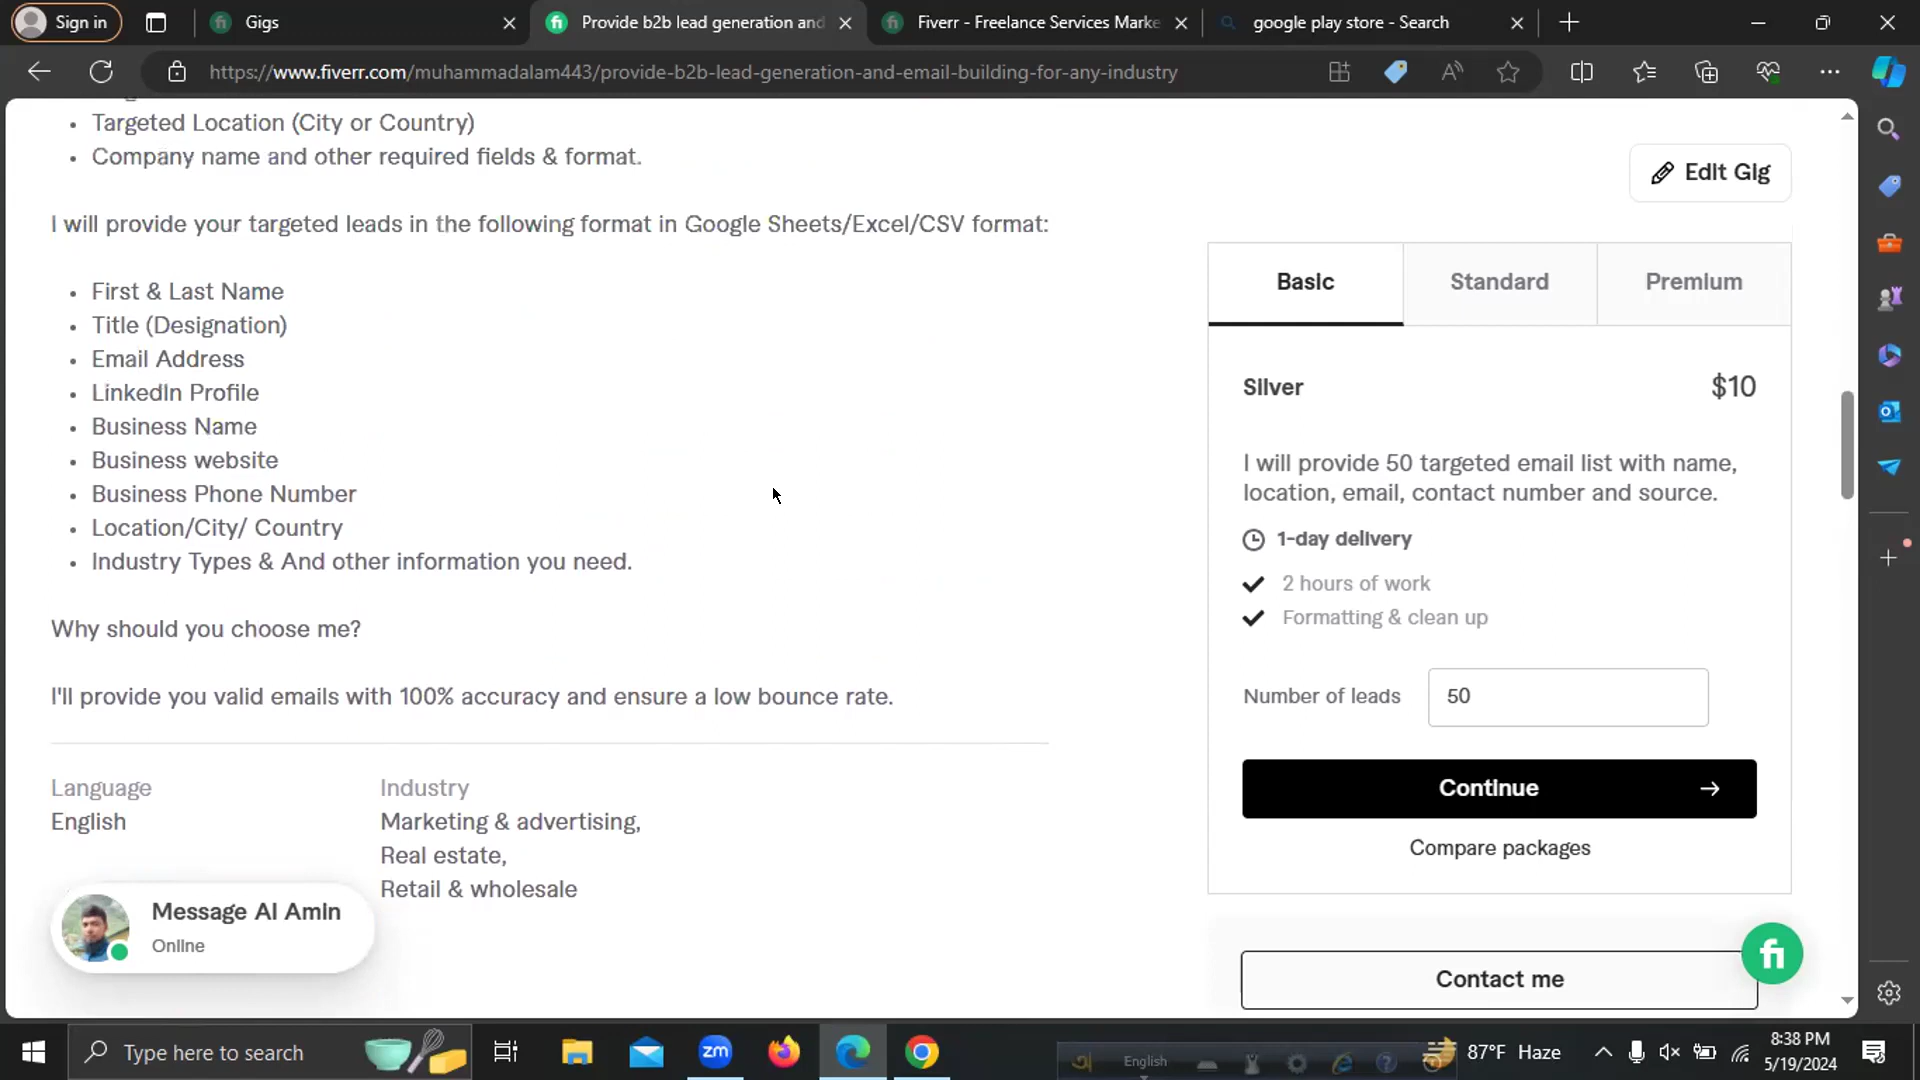 Sign in
Gigs
Provide b2b lead generation and
Fiverr - Freelance Services Marke
google play store - Search
https://www.fiverr.com/muhammadalam443/provide-b2b-lead-generation-and-email-building-for-any-industry
Targeted Location (City or Country)
Company name and other required fields & format.
I will provide your targeted leads in the following format in Google Sheets/Excel/CSV format:
First & Last Name
Title (Designation)
Email Address
LinkedIn Profile
Business Name
Business website
Business Phone Number
Location/City/ Country
Industry Types & And other information you need.
Why should you choose me?
I'll provide you valid emails with 100% accuracy and ensure a low bounce rate.
Language
English
Industry
Marketing & advertising,
Real estate,
Retail & wholesale
Message Al Amin
Online
Edit Gig
Basic
Standard
Premium
Silver
$10
I will provide 50 targeted email list with name,
location, email, contact number and source.
1-day delivery
2 hours of work
Formatting & clean up
Number of leads
50
Continue
Compare packages
Contact me
fi
Type here to search
zm
English
87°F Haze
8:38 PM
5/19/2024